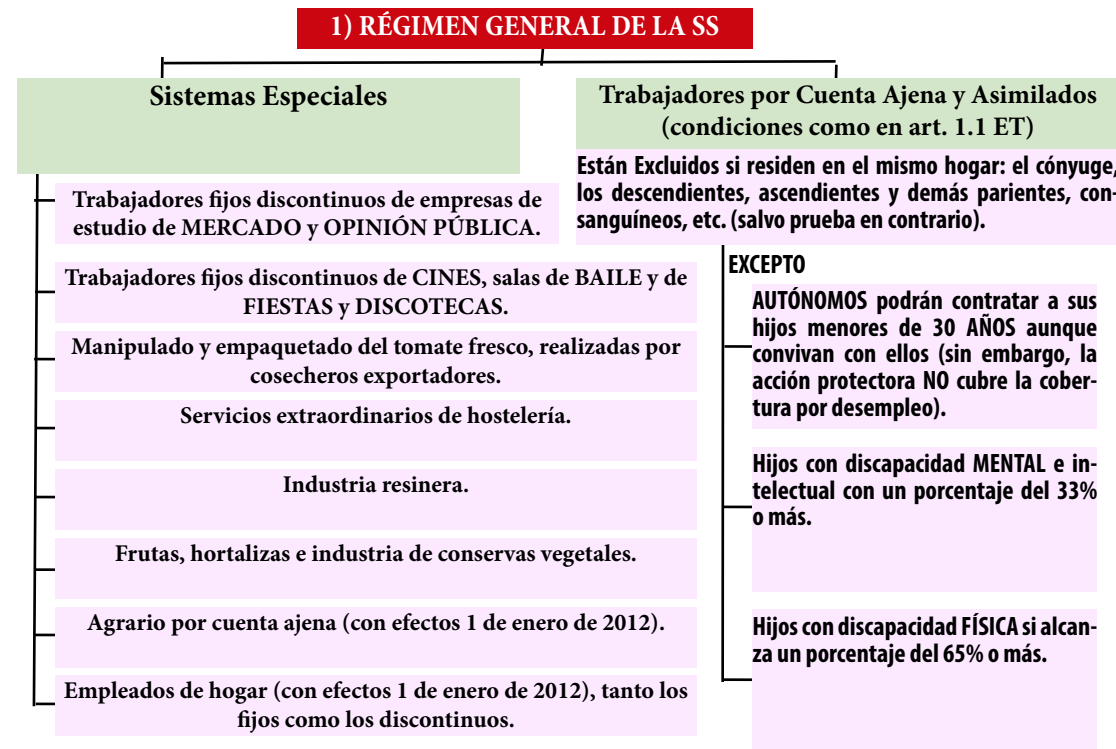 1) RÉGIMEN GENERAL DE LA SS
Sistemas Especiales
Trabajadores fijos discontinuos de empresas de
estudio de MERCADO y OPINIÓN PÚBLICA.
Trabajadores fijos discontinuos de CINES, salas de BAILE y de
FIESTAS y DISCOTECAS.
Manipulado y empaquetado del tomate fresco, realizadas por
cosecheros exportadores.
Servicios extraordinarios de hostelería.
Industria resinera.
Frutas, hortalizas e industria de conservas vegetales.
Agrario por cuenta ajena (con efectos 1 de enero de 2012).
Empleados de hogar (con efectos 1 de enero de 2012), tanto los
fijos como los discontinuos.
Trabajadores por Cuenta Ajena y Asimilados
(condiciones como en art. 1.1 ET)
Están Excluidos si residen en el mismo hogar: el cónyuge,
los descendientes, ascendientes y demás parientes, con-
sanguíneos, etc. (salvo prueba en contrario).
EXCEPTO
AUTÓNOMOS podrán contratar a sus
hijos menores de 30 AÑOS aunque
convivan con ellos (sin embargo, la
acción protectora NO cubre la cober-
tura por desempleo).
Hijos con discapacidad MENTAL e in-
telectual con un porcentaje del 33%
o más.
Hijos con discapacidad FÍSICA si alcan-
za un porcentaje del 65% o más.